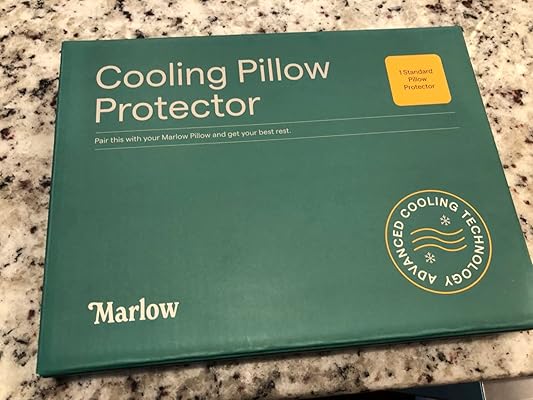 Cooling Pillow
Protector
1 Standard
Pillow
Protector
Pair this with your Marlow Pillow and get your best rest.
ADVANCED COOLING TECHNOLOGY
Marlow